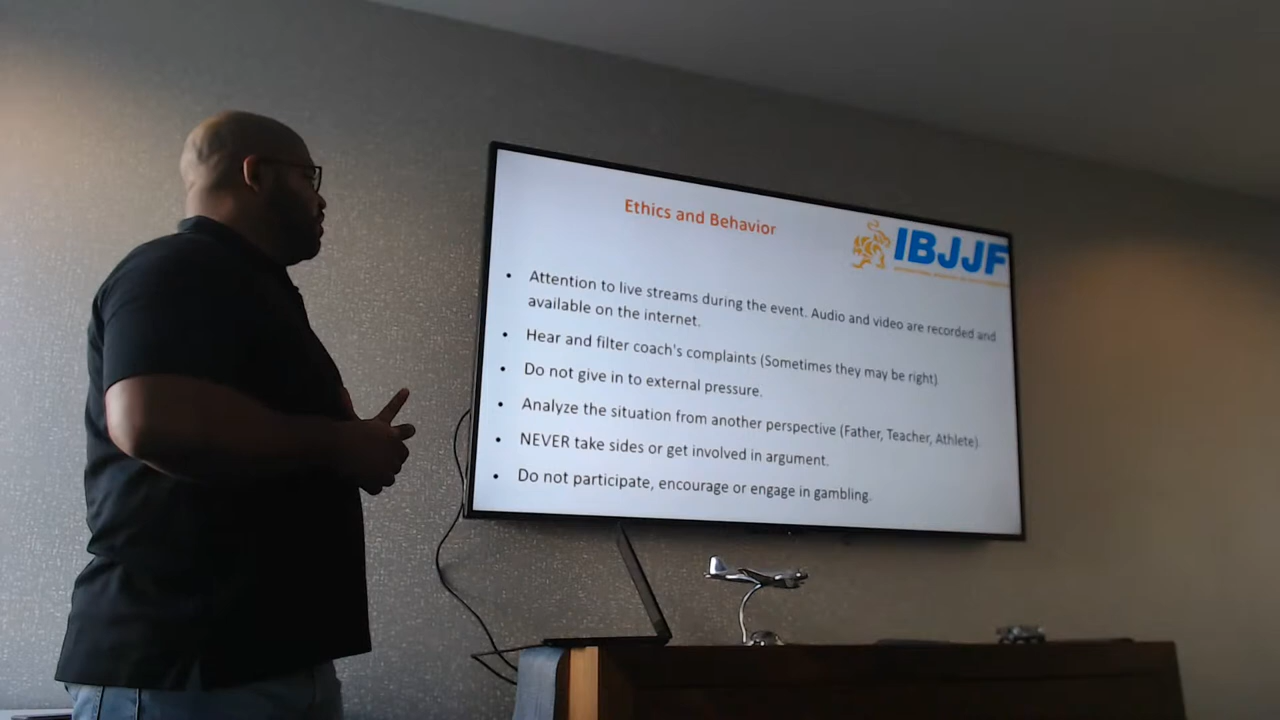 Ethics and Behavior
IBJJF
• Attention to live streams during the event. Audio and video are recorded and
available on the internet.
• Hear and filter coach's complaints (Sometimes they may be right)
• Do not give in to external pressure.
• Analyze the situation from another perspective (Father, Teacher, Athlete)
• NEVER take sides or get involved in argument.
• Do not participate, encourage or engage in gambling.